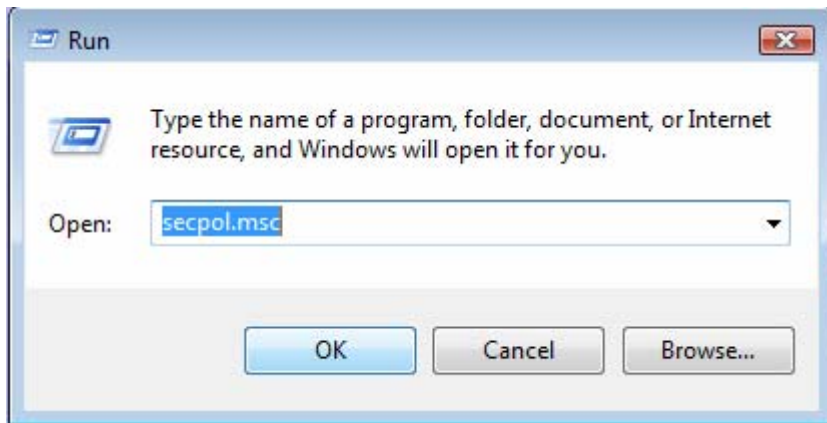 Run
Type the name of a program, folder, document, or Internet
resource, and Windows will open it for you.
Open: secpol.msc
OK Cancel Browse...